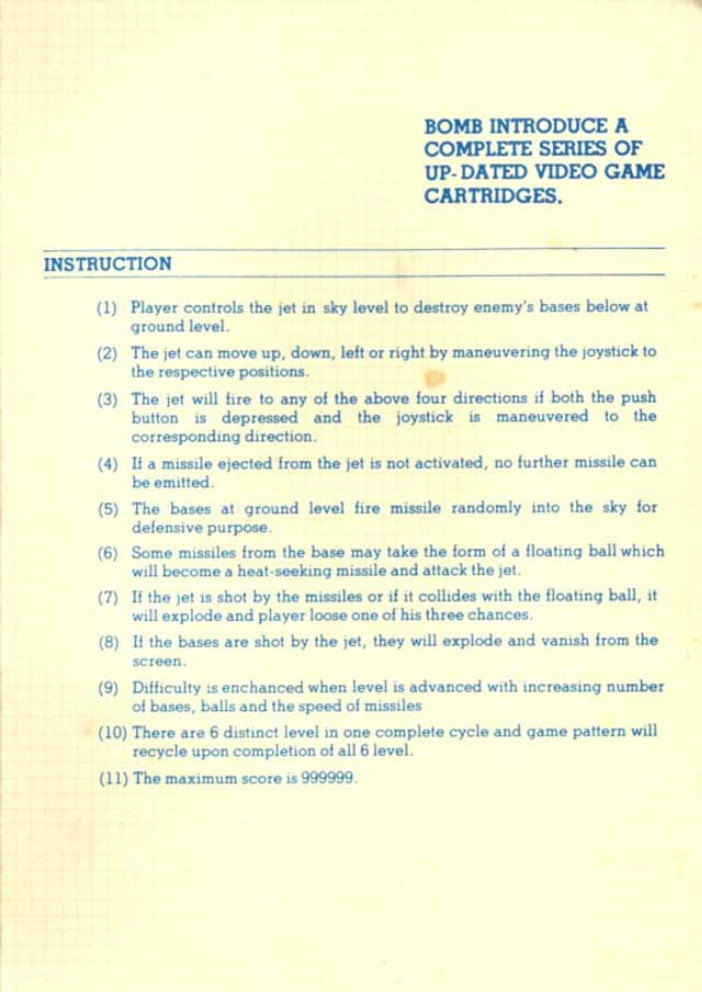 BOMB INTRODUCE A
COMPLETE SERIES OF
UP-DATED VIDEO GAME
CARTRIDGES.
INSTRUCTION
(1) Player controls the jet in sky level to destroy enemy's bases below at
ground level.
(2) The jet can move up, down, left or right by maneuvering the joystick to
the respective positions.
(3) The jet will fire to any of the above four directions if both the push
button is depressed and the joystick is maneuvered to the
corresponding direction.
(4) If a missile ejected from the jet is not activated, no further missile can
be emitted.
(5) The bases at ground level fire missile randomly into the sky for
defensive purpose.
(6) Some missiles from the base may take the form of a floating ball which
will become a heat-seeking missile and attack the jet.
(7) If the jet is shot by the missiles or if it collides with the floating ball, it
will explode and player loose one of his three chances.
(8) If the bases are shot by the jet, they will explode and vanish from the
screen.
(9) Difficulty is enchanced when level is advanced with increasing number
of bases, balls and the speed of missiles
(10) There are 6 distinct level in one complete cycle and game pattern will
recycle upon completion of all 6 level.
(11) The maximum score is 999999.